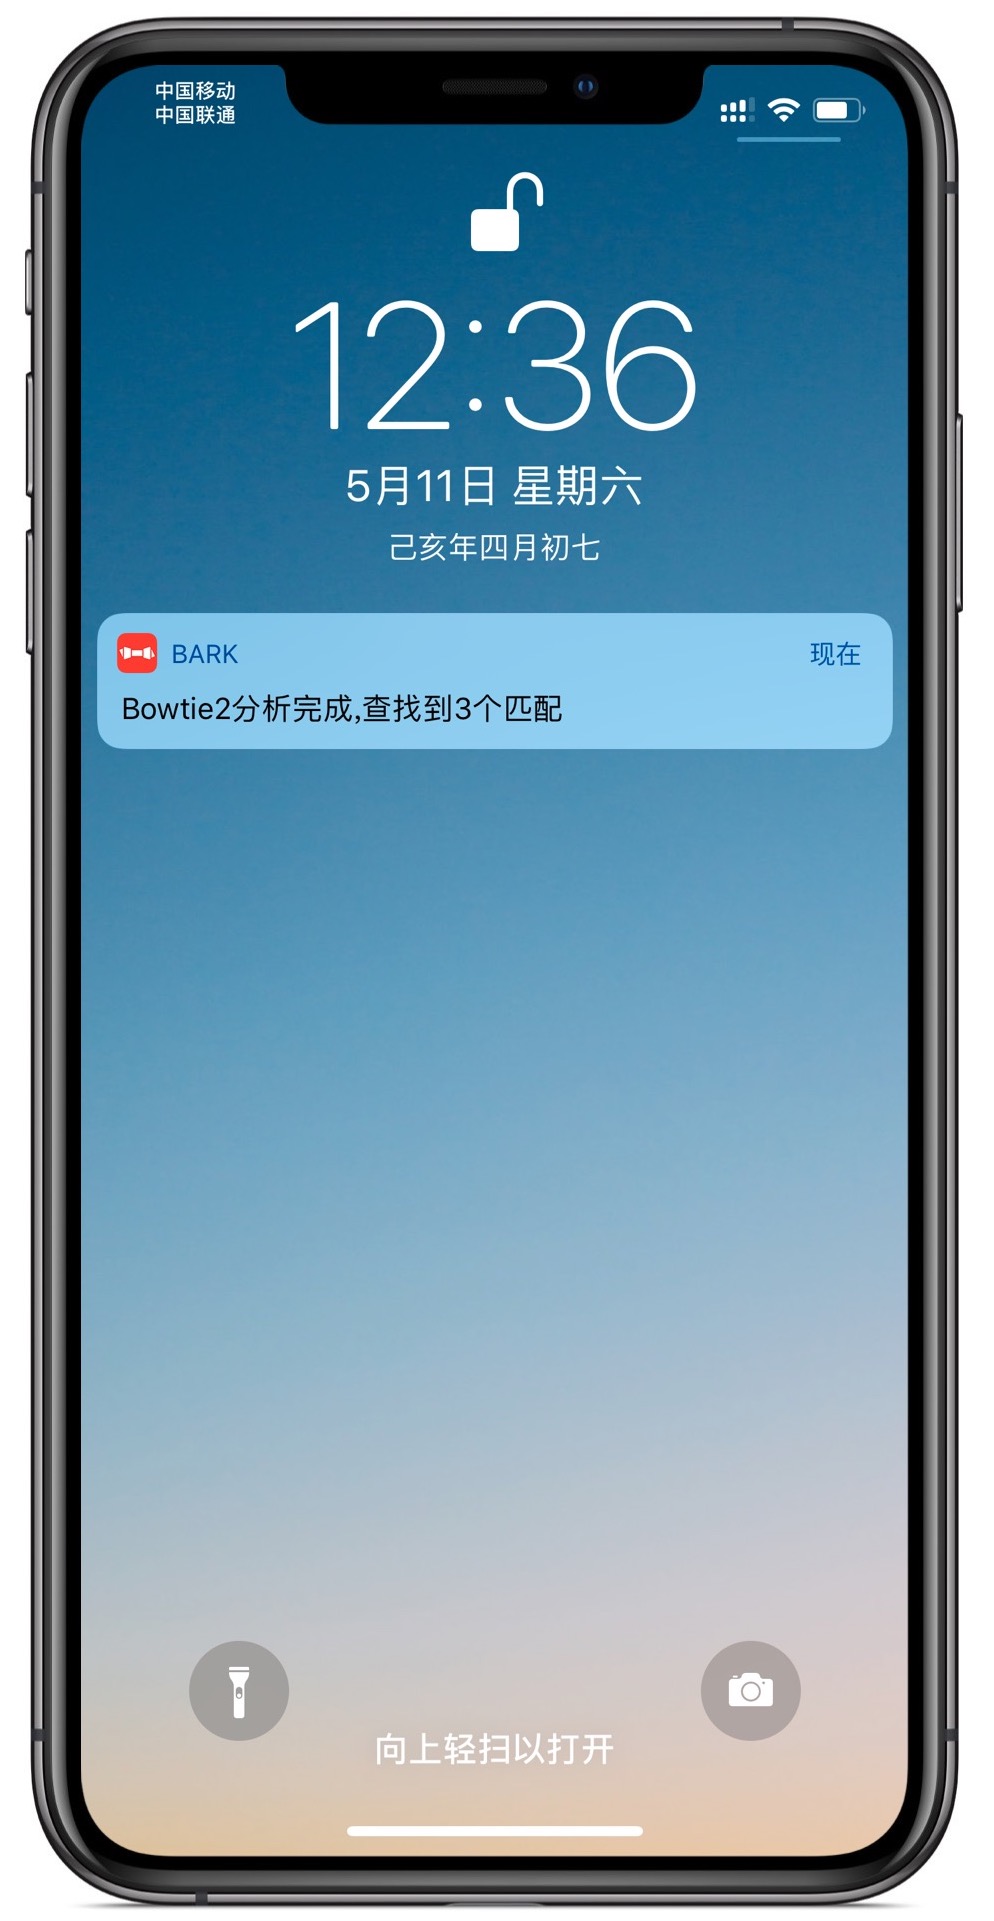 中国移动
中国联通
12:36
5月11日 星期六
己亥年四月初七
BARK 现在
Bowtie2分析完成,查找到3个匹配
向上轻扫以打开